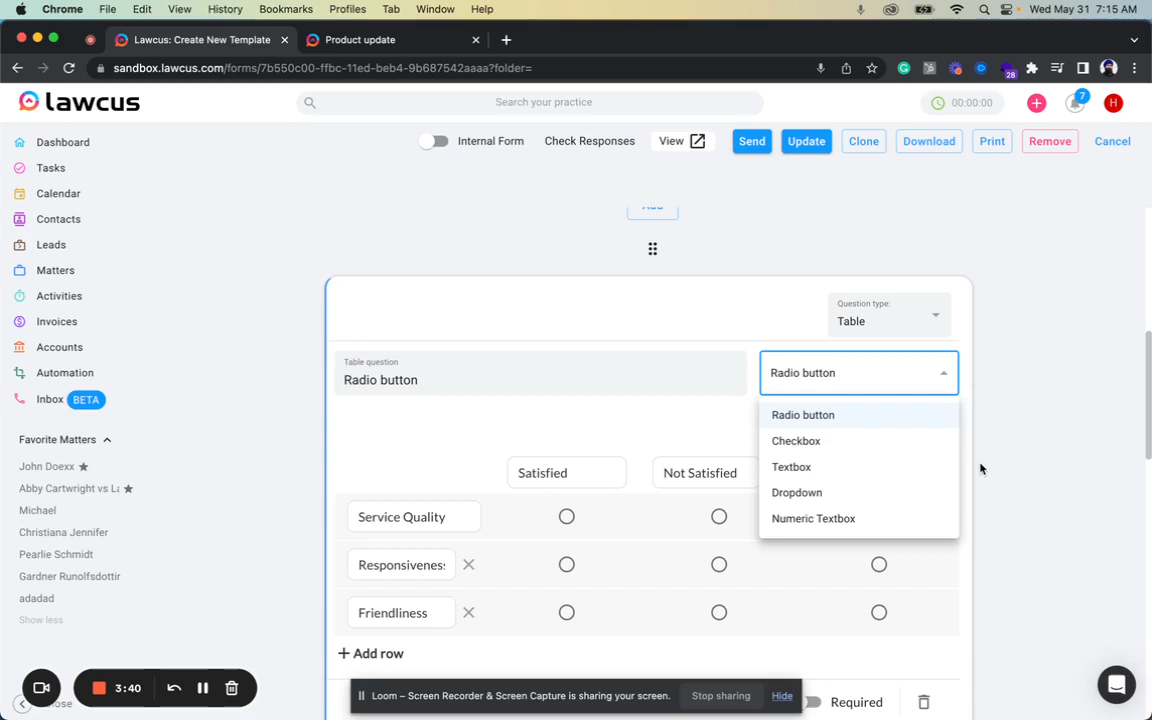 Chrome File Edit View History Bookmarks Profiles Tab Window Help Wed May 31 7:15 AM
Lawcus: Create New Template Product update
sandbox.lawcus.com/forms/7b550c00-ffbc-11ed-beb4-9b687542aaaa?folder=
28
lawcus Search your practice 00:00:00 7 H
Internal Form Check Responses View Send Update Clone Download Print Remove Cancel
Dashboard
Tasks
Calendar
Contacts
Leads
Matters
Activities
Invoices
Accounts
Automation
Inbox BETA
Favorite Matters
John Doexx
Abby Cartwright vs La
Michael
Christiana Jennifer
Pearlie Schmidt
Gardner Runolfsdottir
adadad
Show less
Close
Add
Question type:
Table
Table question
Radio button
Radio button
Radio button
Checkbox
Textbox
Dropdown
Numeric Textbox
Satisfied Not Satisfied
Service Quality
Responsiveness
Friendliness
+ Add row
Required
3:40
Loom – Screen Recorder & Screen Capture is sharing your screen. Stop sharing Hide